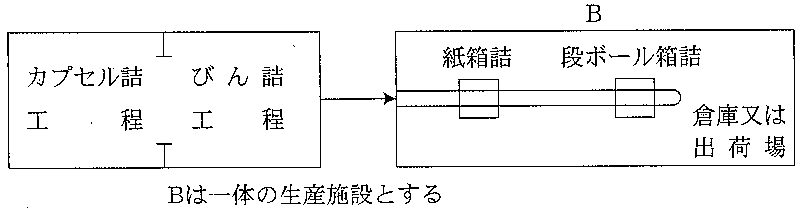 B
カプセル詰
工程
びん詰
工程
紙箱詰
段ボール箱詰
倉庫又は
出荷場
Bは一体の生産施設とする